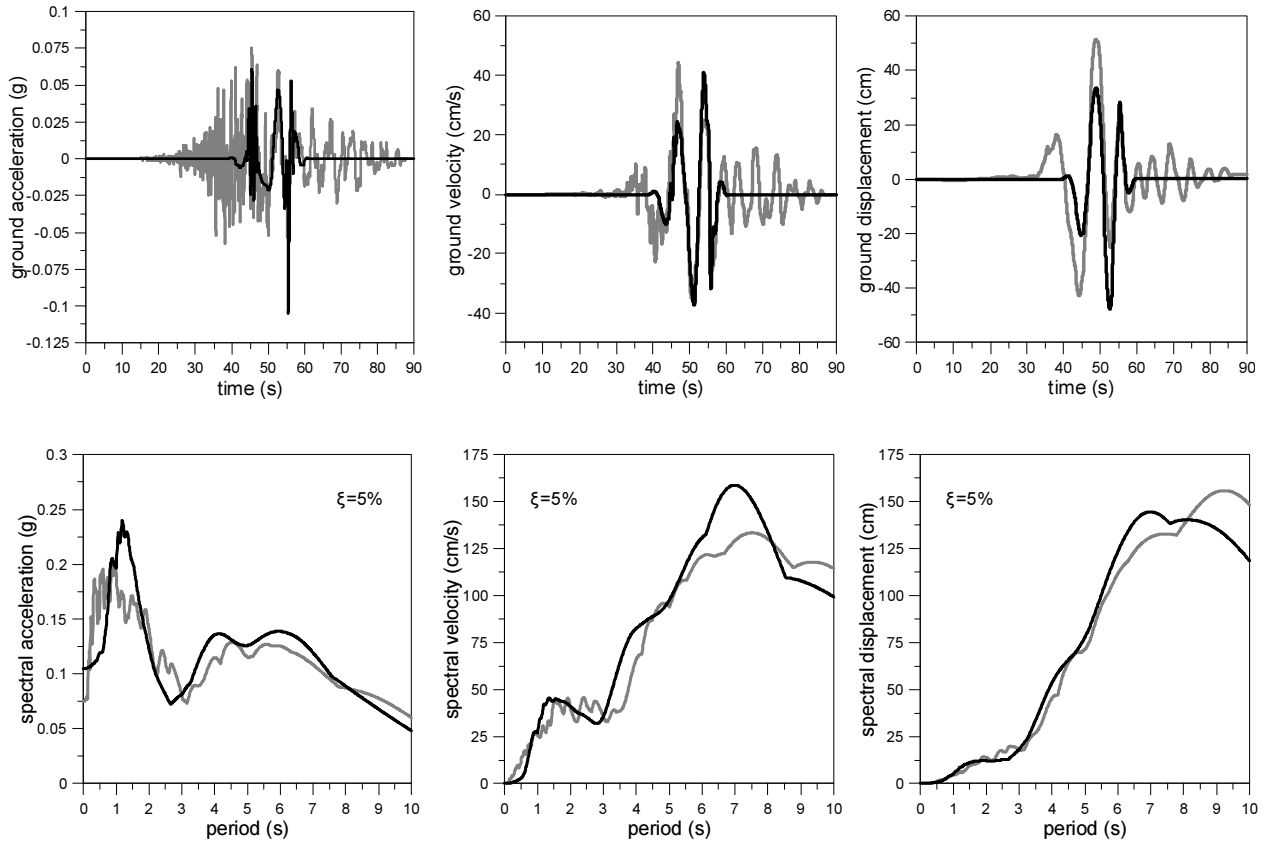 ground acceleration (g)
0.1
0.075
0.05
0.025
0
-0.025
-0.05
-0.075
-0.1
-0.125
0 10 20 30 40 50 60 70 80 90
time (s)
ground velocity (cm/s)
60
40
20
0
-20
-40
0 10 20 30 40 50 60 70 80 90
time (s)
ground displacement (cm)
60
40
20
0
-20
-40
-60
0 10 20 30 40 50 60 70 80 90
time (s)
spectral acceleration (g)
0.3
0.25
0.2
0.15
0.1
0.05
0
ξ=5%
0 1 2 3 4 5 6 7 8 9 10
period (s)
spectral velocity (cm/s)
175
150
125
100
75
50
25
0
ξ=5%
0 1 2 3 4 5 6 7 8 9 10
period (s)
spectral displacement (cm)
175
150
125
100
75
50
25
0
ξ=5%
0 1 2 3 4 5 6 7 8 9 10
period (s)